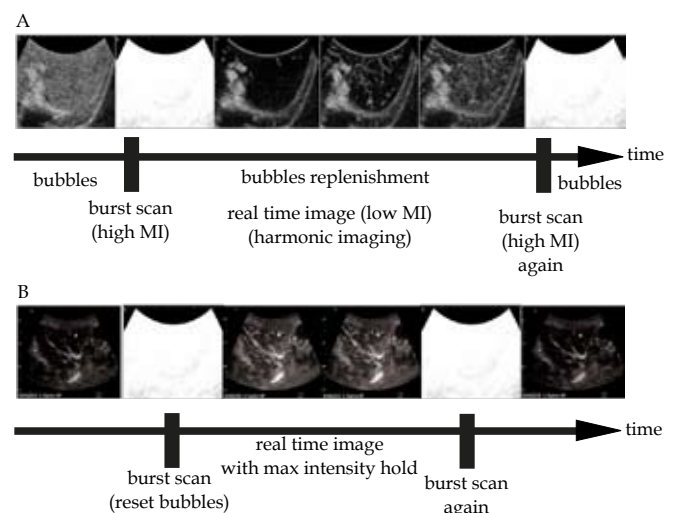 A
time
bubbles
bubbles replenishment
bubbles
burst scan
(high MI)
real time image (low MI)
(harmonic imaging)
burst scan
(high MI)
again
B
time
real time image
with max intensity hold
burst scan
(reset bubbles)
burst scan
again